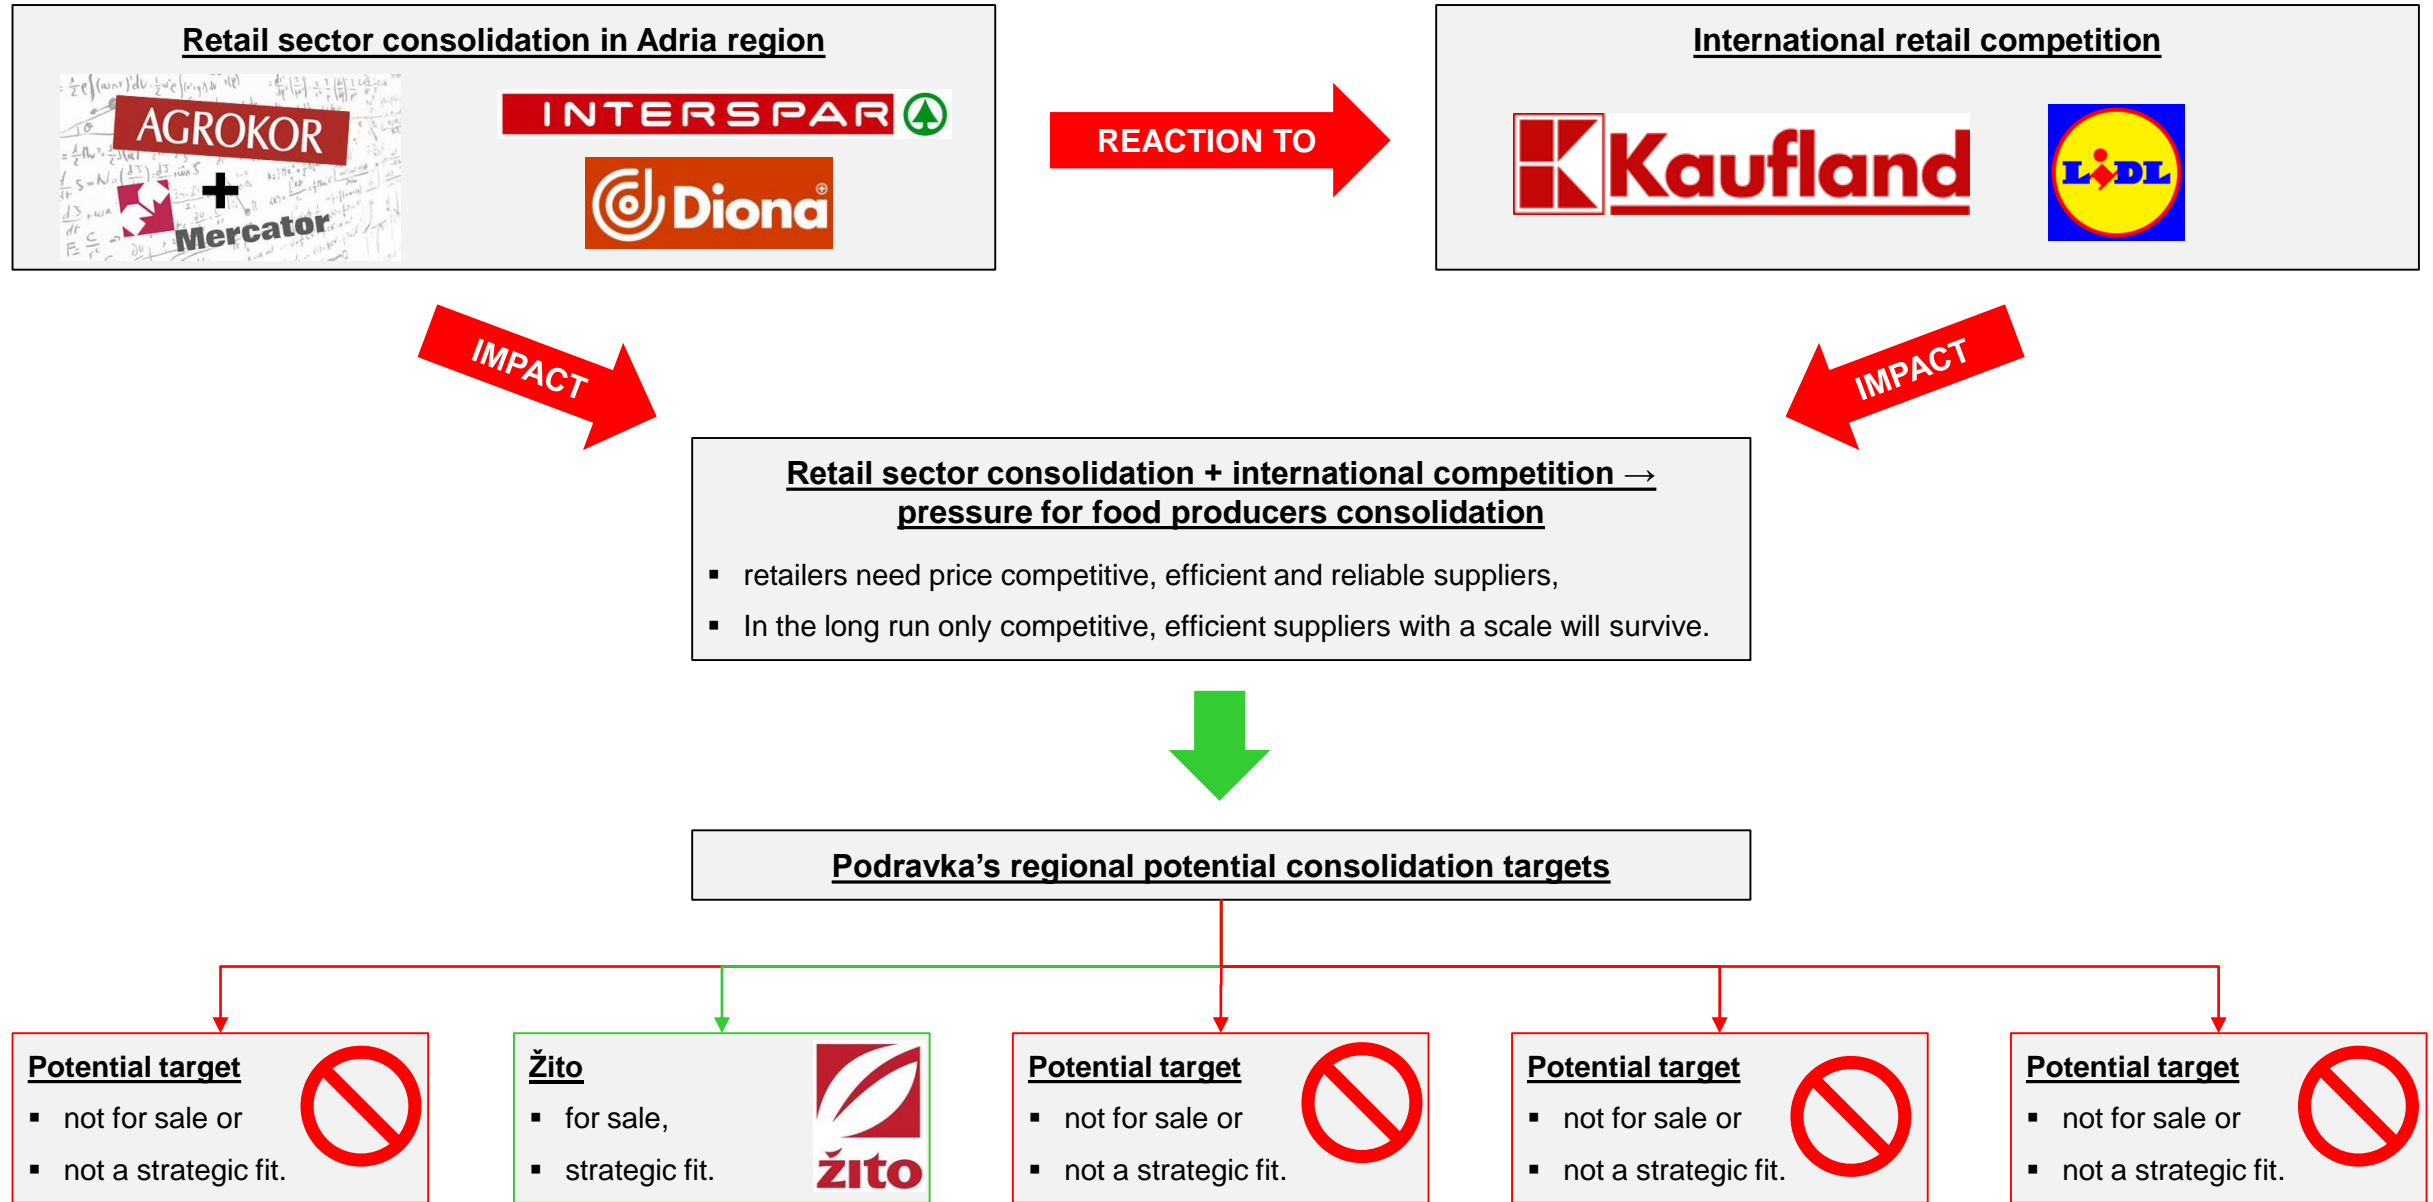 Retail sector consolidation in Adria region
AGROKOR
+
Mercator
INTERSPAR
Diona
REACTION TO
International retail competition
Kaufland
LIDL
IMPACT
IMPACT
Retail sector consolidation + international competition →
pressure for food producers consolidation
▪ retailers need price competitive, efficient and reliable suppliers,
▪ In the long run only competitive, efficient suppliers with a scale will survive.
Podravka’s regional potential consolidation targets
Potential target
▪ not for sale or
▪ not a strategic fit.
Žito
▪ for sale,
▪ strategic fit.
žito
Potential target
▪ not for sale or
▪ not a strategic fit.
Potential target
▪ not for sale or
▪ not a strategic fit.
Potential target
▪ not for sale or
▪ not a strategic fit.